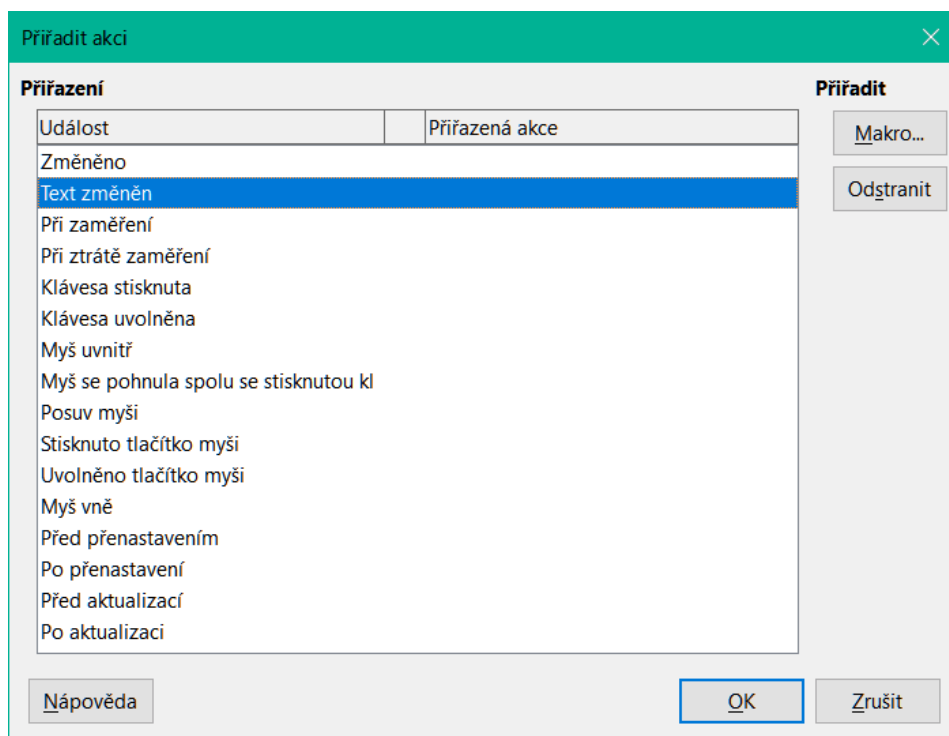 Přiřadit akci
Přiřazení
Přiřadit
Událost Přiřazená akce
Makro...
Změněno
Text změněn
Odstranit
Při zaměření
Při ztrátě zaměření
Klávesa stisknuta
Klávesa uvolněna
Myš uvnitř
Myš se pohnula spolu se stisknutou kl
Posuv myši
Stisknuto tlačítko myši
Uvolněno tlačítko myši
Myš vně
Před přenastavením
Po přenastavení
Před aktualizací
Po aktualizaci
Nápověda OK Zrušit